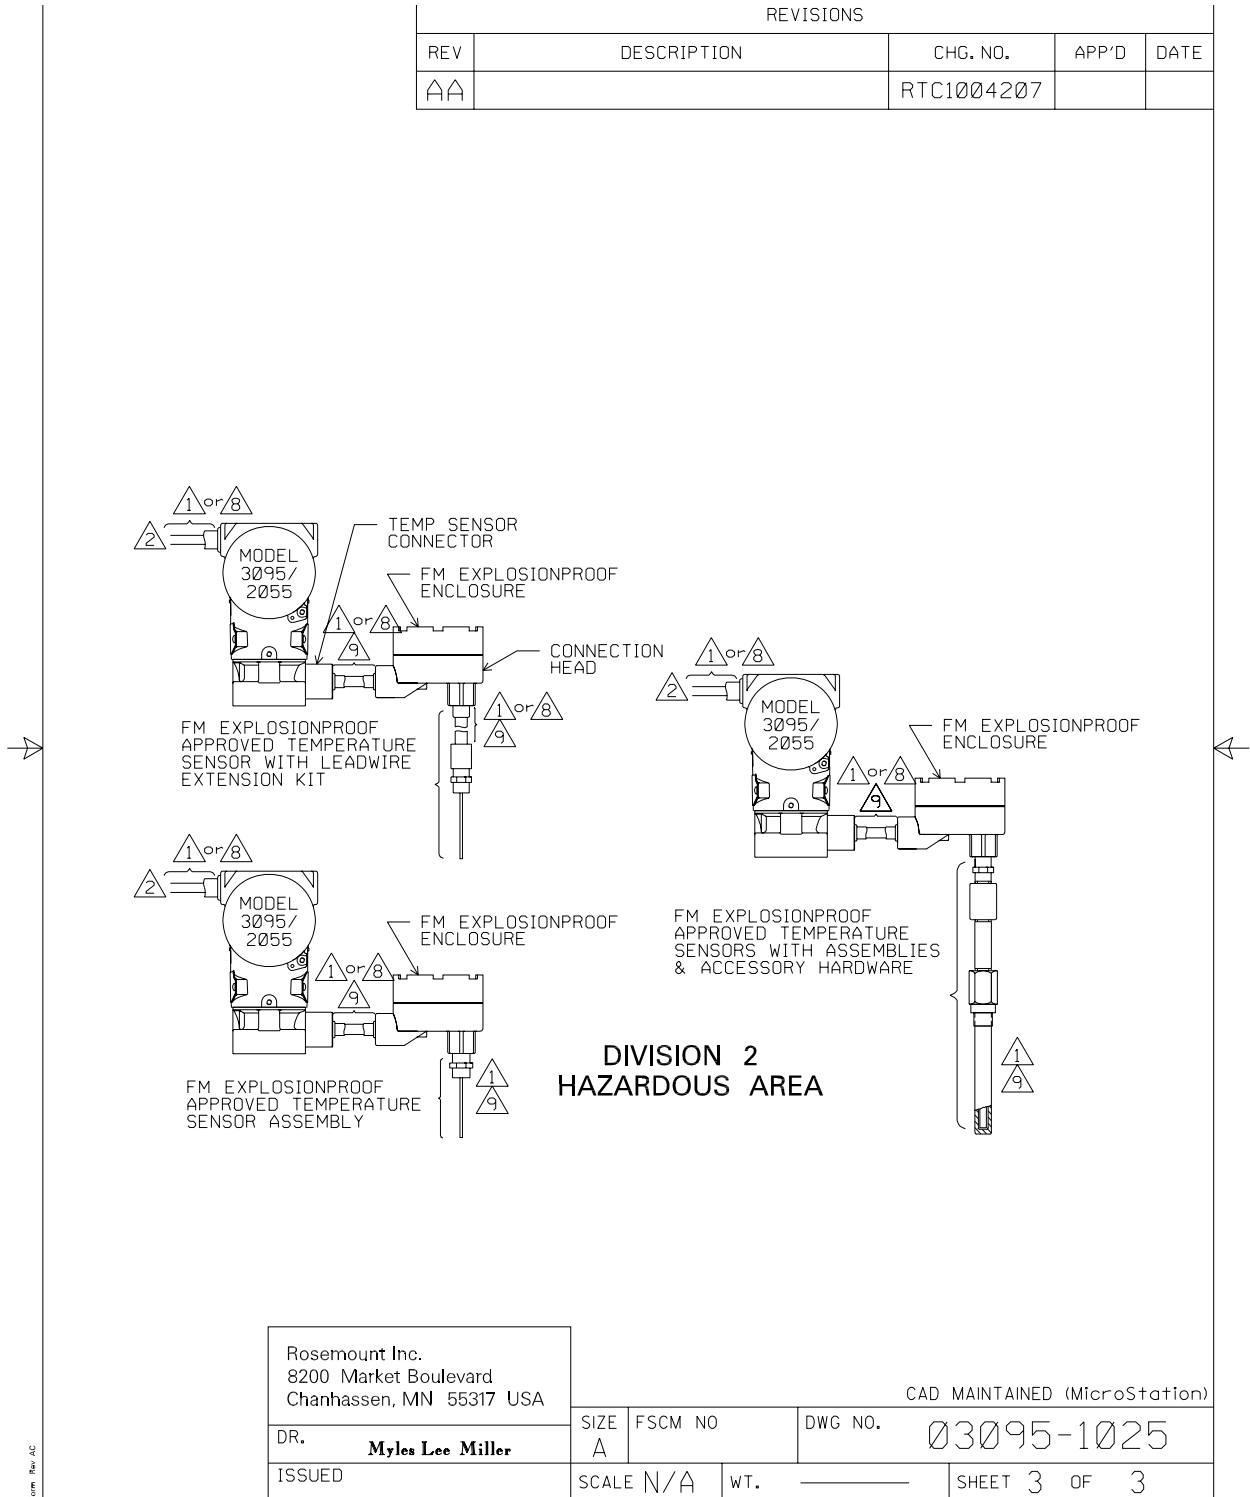 REVISIONS
REV DESCRIPTION CHG. NO. APP'D DATE
AA RTC1004207
1 or 8
2
MODEL
3095/
2055
TEMP SENSOR
CONNECTOR
FM EXPLOSIONPROOF
ENCLOSURE
1 or 8
9
CONNECTION
HEAD
1 or 8
9
FM EXPLOSIONPROOF
APPROVED TEMPERATURE
SENSOR WITH LEADWIRE
EXTENSION KIT
1 or 8
2
MODEL
3095/
2055
FM EXPLOSIONPROOF
ENCLOSURE
1 or 8
9
FM EXPLOSIONPROOF
APPROVED TEMPERATURE
SENSORS WITH ASSEMBLIES
& ACCESSORY HARDWARE
1
9
1 or 8
2
MODEL
3095/
2055
FM EXPLOSIONPROOF
ENCLOSURE
1 or 8
9
1
9
FM EXPLOSIONPROOF
APPROVED TEMPERATURE
SENSOR ASSEMBLY
DIVISION 2
HAZARDOUS AREA
Rosemount Inc.
8200 Market Boulevard
Chanhassen, MN 55317 USA
CAD MAINTAINED (MicroStation)
DR. Myles Lee Miller
SIZE A FSCM NO DWG NO. 03095-1025
ISSUED
SCALE N/A WT. SHEET 3 OF 3
Rev AC